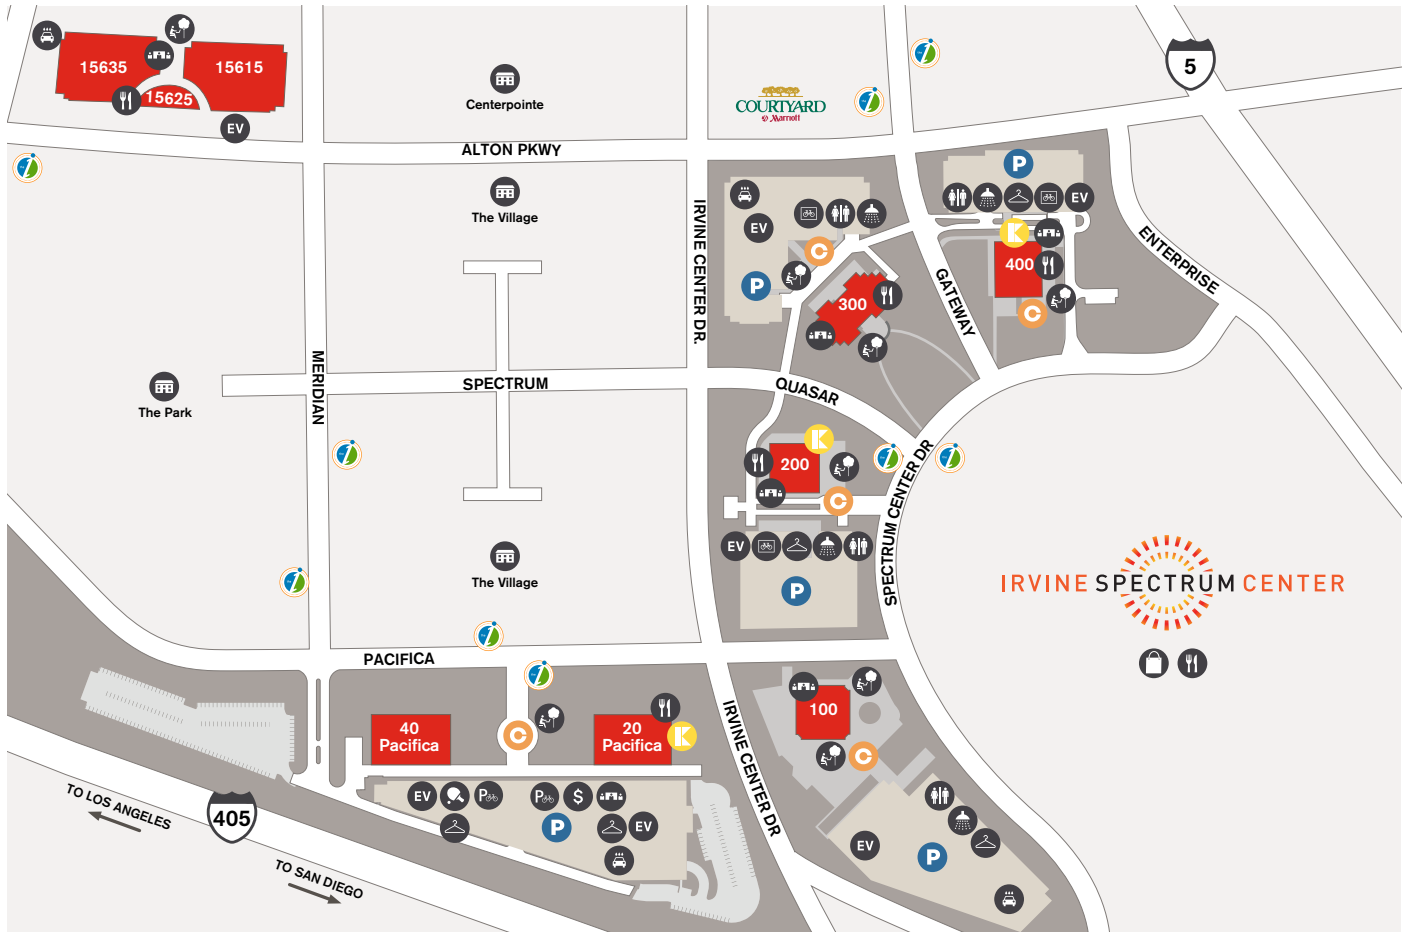 15635
15615
15625
EV
Centerpointe
COURTYARD
Marriott
5
ALTON PKWY
The Village
IRVINE CENTER DR.
EV
P
C
300
P
EV
K
400
C
GATEWAY
ENTERPRISE
The Park
MERIDIAN
SPECTRUM
QUASAR
K
200
C
SPECTRUM CENTER DR
EV
P
The Village
IRVINE SPECTRUM CENTER
PACIFICA
40
Pacifica
C
20
Pacifica
K
IRVINE CENTER DR
100
C
EV
P
P
$
P
EV
EV
P
TO LOS ANGELES
405
TO SAN DIEGO